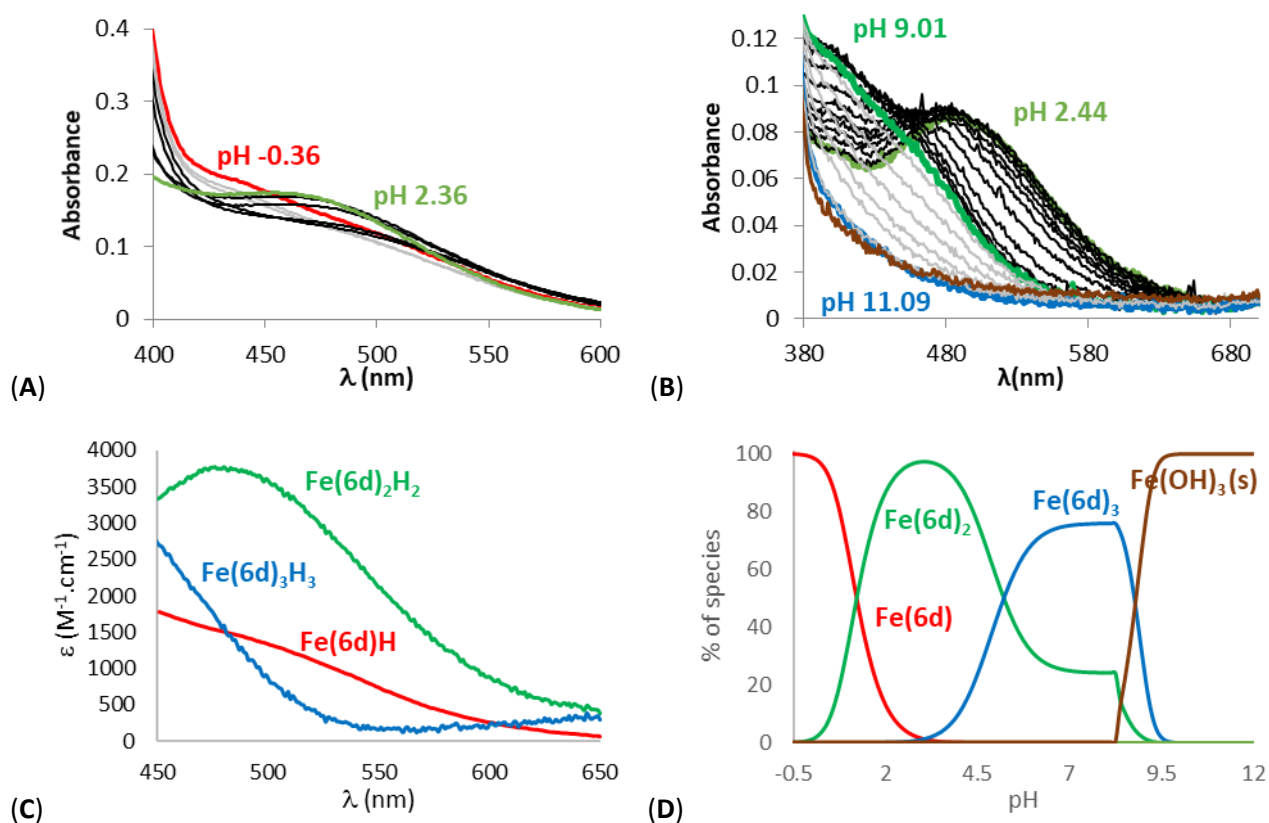 0.4
0.3
0.2
0.1
0
Absorbance
pH -0.36
pH 2.36
400 450 500 550 600
λ (nm)
(A)
0.12
0.1
0.08
0.06
0.04
0.02
0
Absorbance
pH 9.01
pH 2.44
pH 11.09
380 480 580 680
λ(nm)
(B)
4000
3500
3000
2500
2000
1500
1000
500
0
ε (M⁻¹.cm⁻¹)
Fe(6d)₂H₂
Fe(6d)₃H₃
Fe(6d)H
450 500 550 600 650
λ (nm)
(C)
100
80
60
40
20
0
% of species
Fe(OH)₃(s)
Fe(6d)₃
Fe(6d)₂
Fe(6d)
-0.5 2 4.5 7 9.5 12
pH
(D)